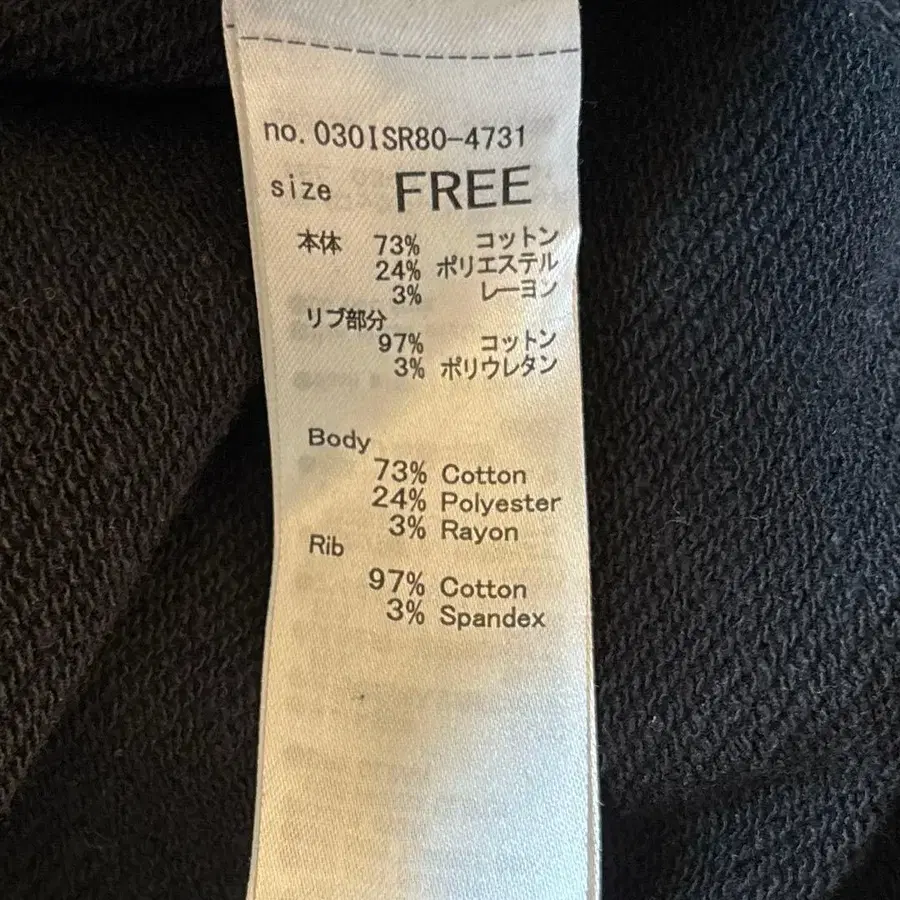 no. 030ISR80-4731
size FREE
本体 73% コットン
24% ポリエステル
3% レーヨン
リブ部分
97% コットン
3% ポリウレタン
Body
73% Cotton
24% Polyester
3% Rayon
Rib
97% Cotton
3% Spandex